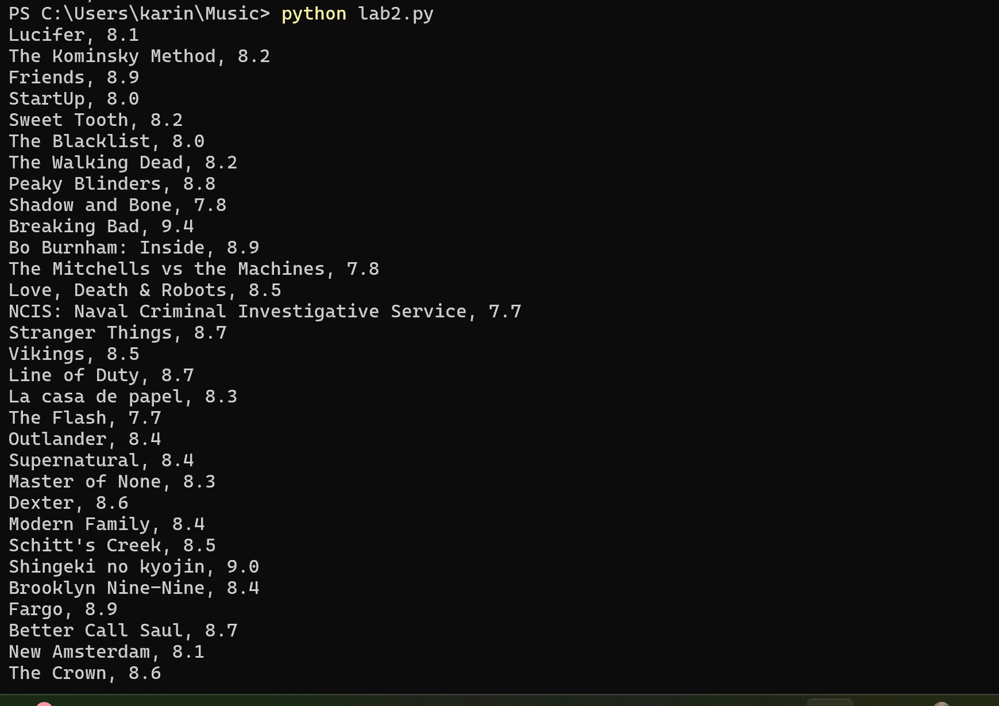 PS C:\Users\karin\Music> python lab2.py
Lucifer, 8.1
The Kominsky Method, 8.2
Friends, 8.9
StartUp, 8.0
Sweet Tooth, 8.2
The Blacklist, 8.0
The Walking Dead, 8.2
Peaky Blinders, 8.8
Shadow and Bone, 7.8
Breaking Bad, 9.4
Bo Burnham: Inside, 8.9
The Mitchells vs the Machines, 7.8
Love, Death & Robots, 8.5
NCIS: Naval Criminal Investigative Service, 7.7
Stranger Things, 8.7
Vikings, 8.5
Line of Duty, 8.7
La casa de papel, 8.3
The Flash, 7.7
Outlander, 8.4
Supernatural, 8.4
Master of None, 8.3
Dexter, 8.6
Modern Family, 8.4
Schitt's Creek, 8.5
Shingeki no kyojin, 9.0
Brooklyn Nine-Nine, 8.4
Fargo, 8.9
Better Call Saul, 8.7
New Amsterdam, 8.1
The Crown, 8.6